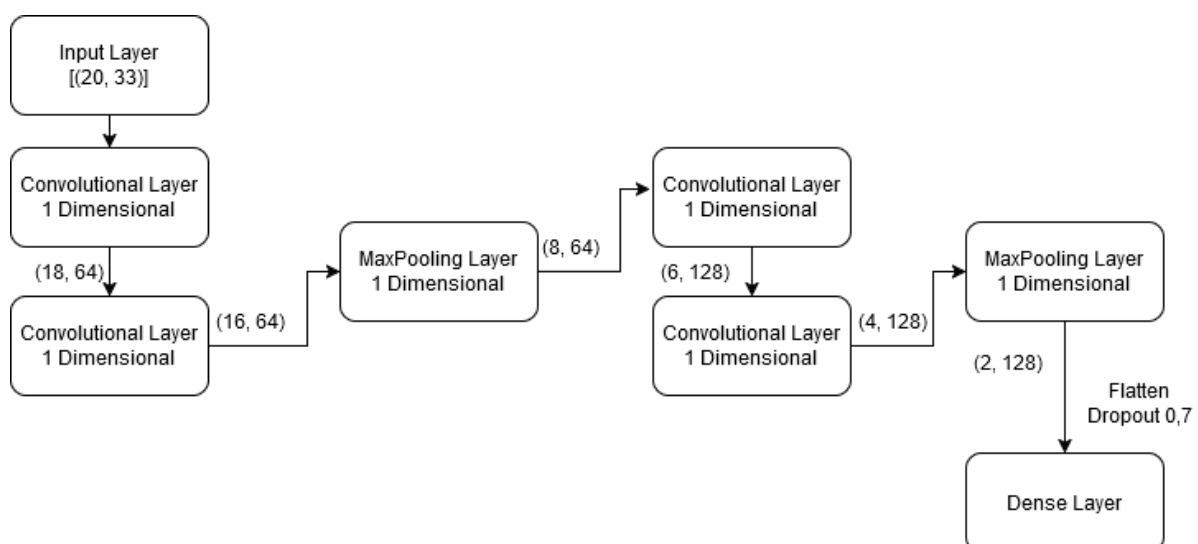 Input Layer
[(20, 33)]
Convolutional Layer
1 Dimensional
(18, 64)
Convolutional Layer
1 Dimensional
(16, 64)
MaxPooling Layer
1 Dimensional
(8, 64)
Convolutional Layer
1 Dimensional
(6, 128)
Convolutional Layer
1 Dimensional
(4, 128)
MaxPooling Layer
1 Dimensional
(2, 128)
Flatten
Dropout 0,7
Dense Layer